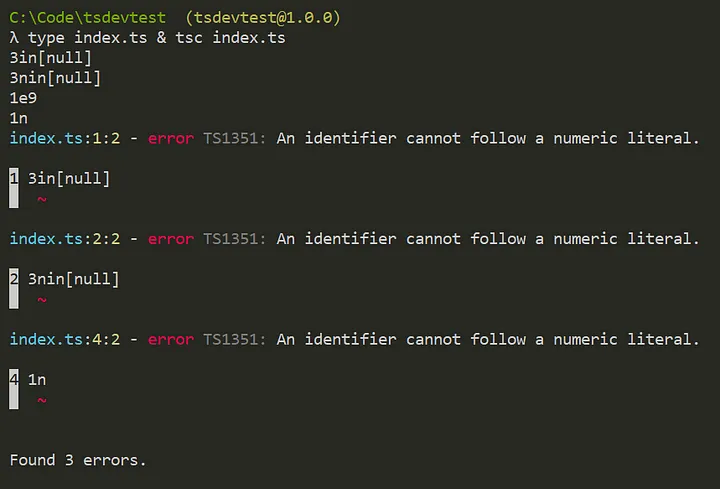 C:\Code\tsdevtest (tsdevtest@1.0.0)
λ type index.ts & tsc index.ts
3in[null]
3nin[null]
1e9
1n
index.ts:1:2 - error TS1351: An identifier cannot follow a numeric literal.
1 3in[null]
~
index.ts:2:2 - error TS1351: An identifier cannot follow a numeric literal.
2 3nin[null]
~
index.ts:4:2 - error TS1351: An identifier cannot follow a numeric literal.
4 1n
~
Found 3 errors.